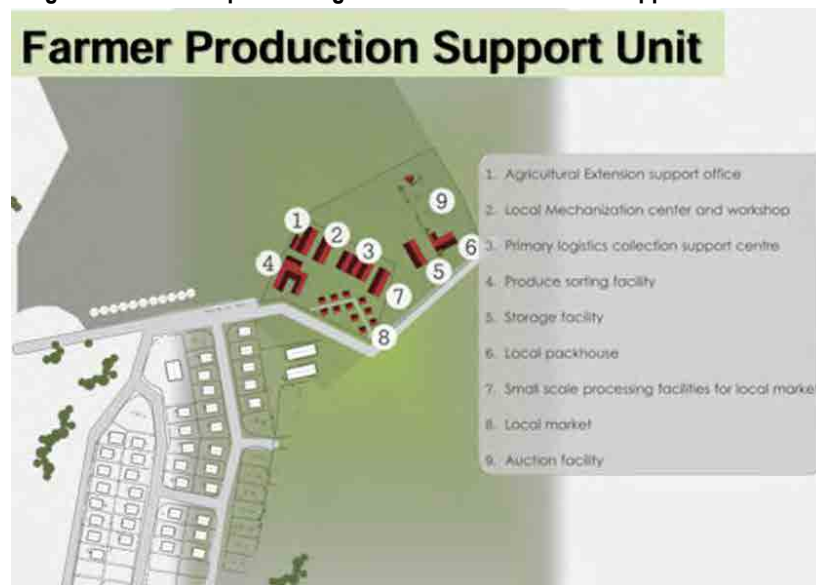 Farmer Production Support Unit
1
2
3
4
5
6
7
8
9
1. Agricultural Extension support office
2. Local Mechanization center and workshop
3. Primary logistics collection support centre
4. Produce sorting facility
5. Storage facility
6. Local packhouse
7. Small scale processing facilities for local market
8. Local market
9. Auction facility